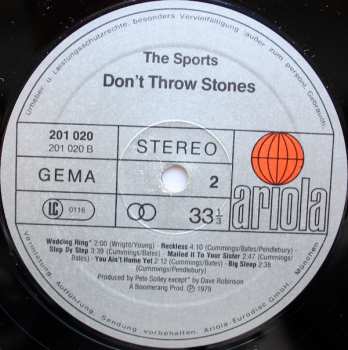 Urheber- u. Leistungsschutzrechte, besonders Vervielfältigung außer zum persönl. Gebrauch,
The Sports
Don't Throw Stones
201 020
201 020 B
STEREO
GEMA
2
LC 0116
33 1/3
ariola
Wedding Ring* 2:00 (Wright/Young) - Reckless 4:10 (Cummings/Bates/Pendlebury)
Step By Step 3:39 (Cummings/Bates) - Mailed It To Your Sister 2:47 (Cummings/
Bates) - You Ain't Home Yet 2:12 (Cummings/Bates) - Big Sleep 2:38
(Cummings/Pendlebury)
Produced by Pete Solley except* by Dave Robinson
A Boomerang Prod. ℗ 1979
Vermietung, Aufführung, Sendung vorbehalten. Ariola-Eurodisc GmbH, München